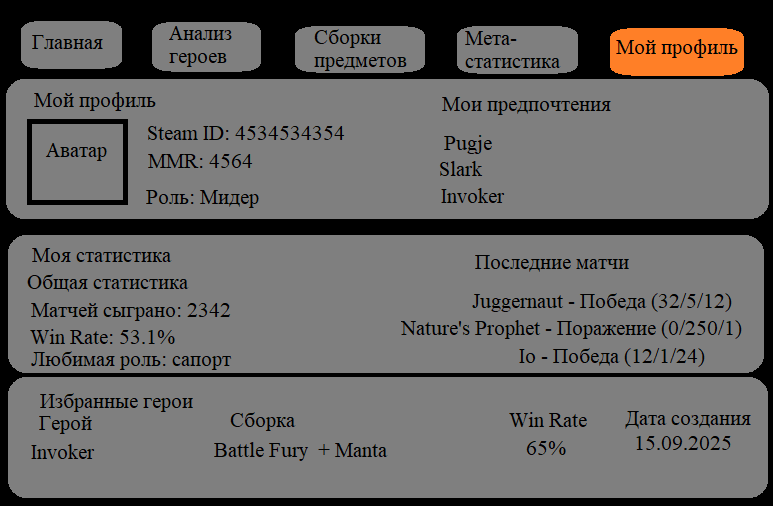 Главная
Анализ
героев
Сборки
предметов
Мета-
статистика
Мой профиль
Мой профиль
Аватар
Steam ID: 4534534354
MMR: 4564
Роль: Мидер
Мои предпочтения
Pugje
Slark
Invoker
Моя статистика
Общая статистика
Матчей сыграно: 2342
Win Rate: 53.1%
Любимая роль: сапорт
Последние матчи
Juggernaut - Победа (32/5/12)
Nature's Prophet - Поражение (0/250/1)
Io - Победа (12/1/24)
Избранные герои
Герой Сборка Win Rate Дата создания
Invoker Battle Fury + Manta 65% 15.09.2025